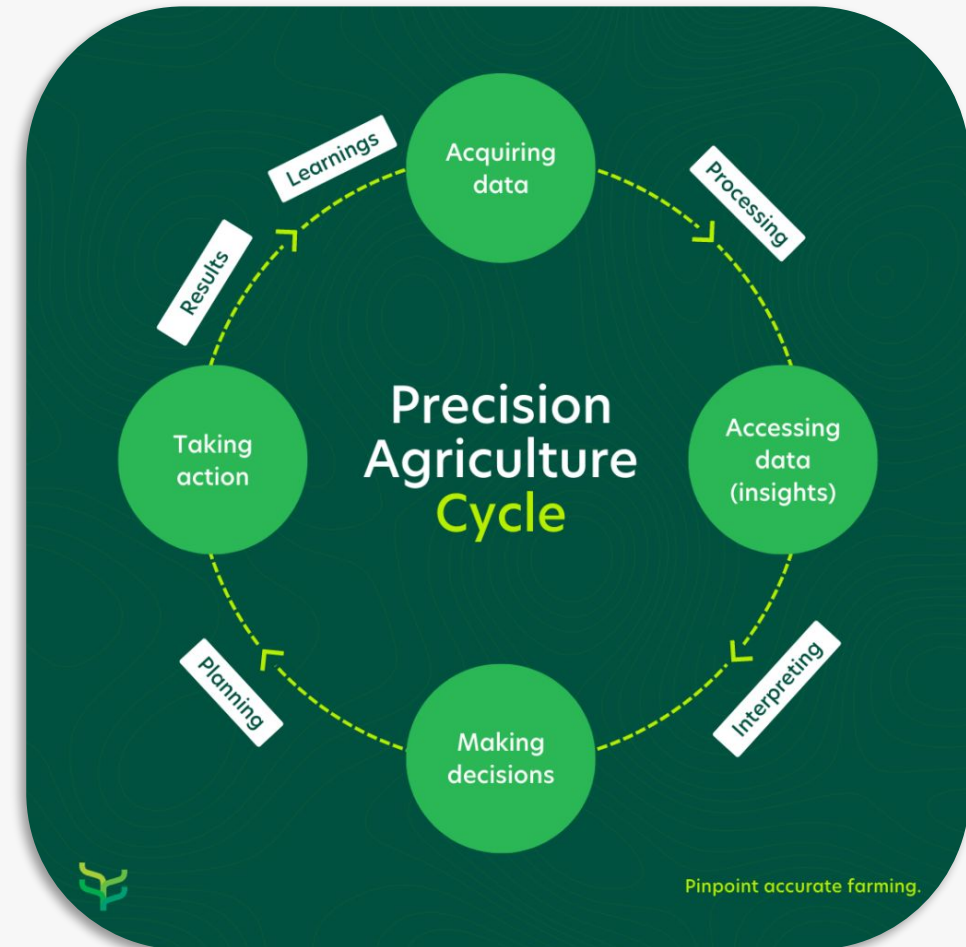 Precision
Agriculture
Cycle
Acquiring
data
Processing
Accessing
data
(insights)
Interpreting
Making
decisions
Planning
Taking
action
Results
Learnings
Pinpoint accurate farming.